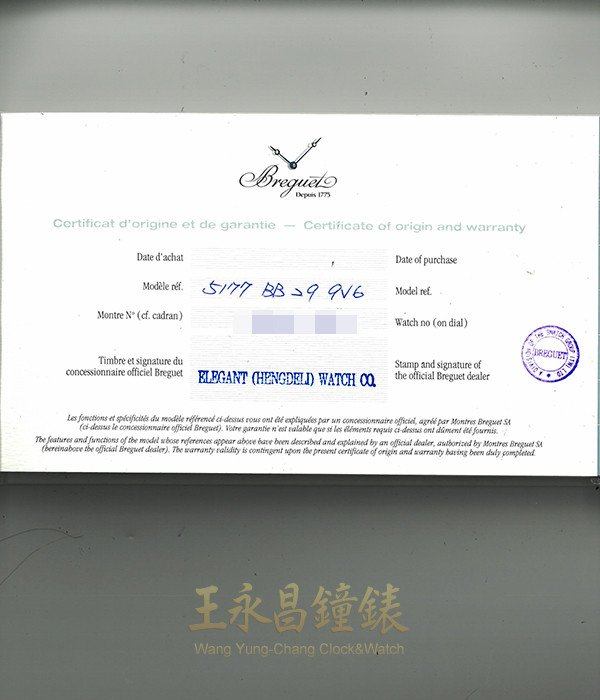 Breguet
Depuis 1775
Certificat d'origine et de garantie — Certificate of origin and warranty
Date d'achat
Date of purchase
Modèle réf.
5177 BB 29 9V6
Model ref.
Montre N° (cf. cadran)
Watch no (on dial)
Timbre et signature du
concessionnaire officiel Breguet
ELEGANT (HENGDELI) WATCH CO.
Stamp and signature of
the official Breguet dealer
A DIVISION OF THE SWATCH GROUP (HK) LTD
BREGUET
Les fonctions et spécificités du modèle référencé ci-dessus vous ont été expliquées par un concessionnaire officiel, agréé par Montres Breguet SA
(ci-dessus le concessionnaire officiel Breguet). Votre garantie n'est valable que si les éléments requis ci-dessus ont dûment été fournis.
The features and functions of the model whose references appear above have been described and explained by an official dealer, authorized by Montres Breguet SA
(hereinabove the official Breguet dealer). The warranty validity is contingent upon the present certificate of origin and warranty having been duly completed.
王永昌鐘錶
Wang Yung-Chang Clock&Watch